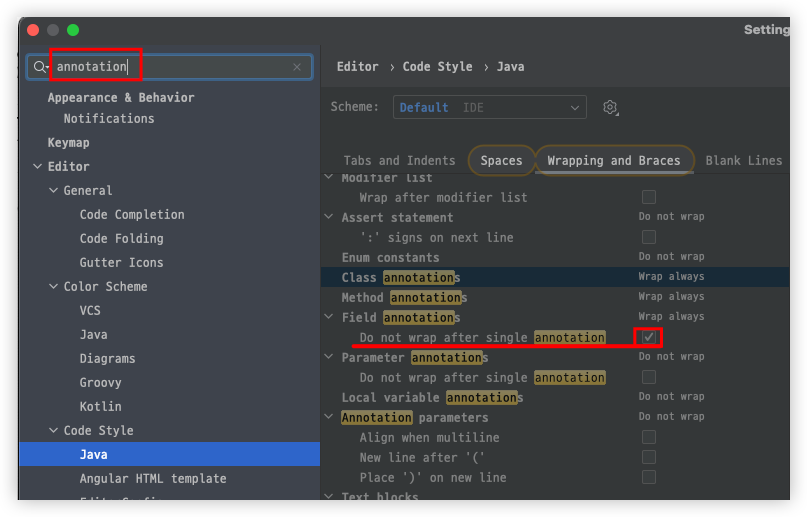 Setting
annotation
Appearance & Behavior
Notifications
Keymap
Editor
General
Code Completion
Code Folding
Gutter Icons
Color Scheme
VCS
Java
Diagrams
Groovy
Kotlin
Code Style
Java
Angular HTML template
Editor › Code Style › Java
Scheme: Default IDE
Tabs and Indents Spaces Wrapping and Braces Blank Lines
Modifier list
Wrap after modifier list
Assert statement Do not wrap
':' signs on next line
Enum constants Do not wrap
Class annotations Wrap always
Method annotations Wrap always
Field annotations Wrap always
Do not wrap after single annotation
Parameter annotations Do not wrap
Do not wrap after single annotation
Local variable annotations Do not wrap
Annotation parameters Do not wrap
Align when multiline
New line after '('
Place ')' on new line
Text blocks